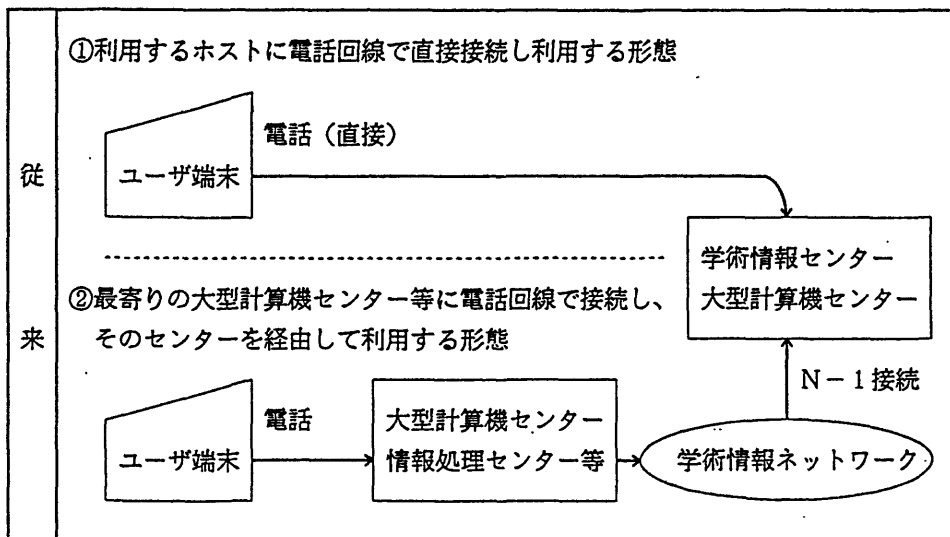 従来
①利用するホストに電話回線で直接接続し利用する形態
電話（直接）
ユーザ端末
学術情報センター
大型計算機センター
②最寄りの大型計算機センター等に電話回線で接続し、
そのセンターを経由して利用する形態
N－1接続
電話
ユーザ端末
大型計算機センター
情報処理センター等
学術情報ネットワーク